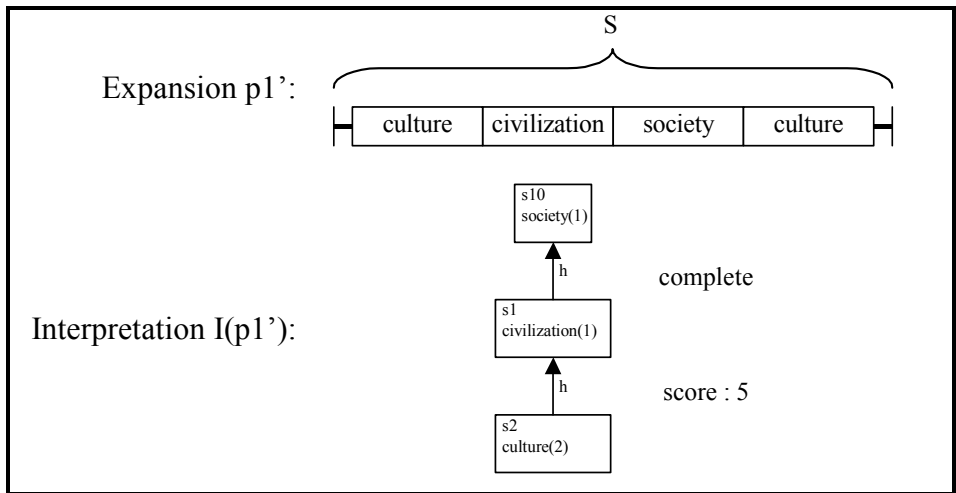 S
Expansion p1’:
culture civilization society culture
s10
society(1)
h
complete
s1
Interpretation I(p1’):
civilization(1)
h
score : 5
s2
culture(2)